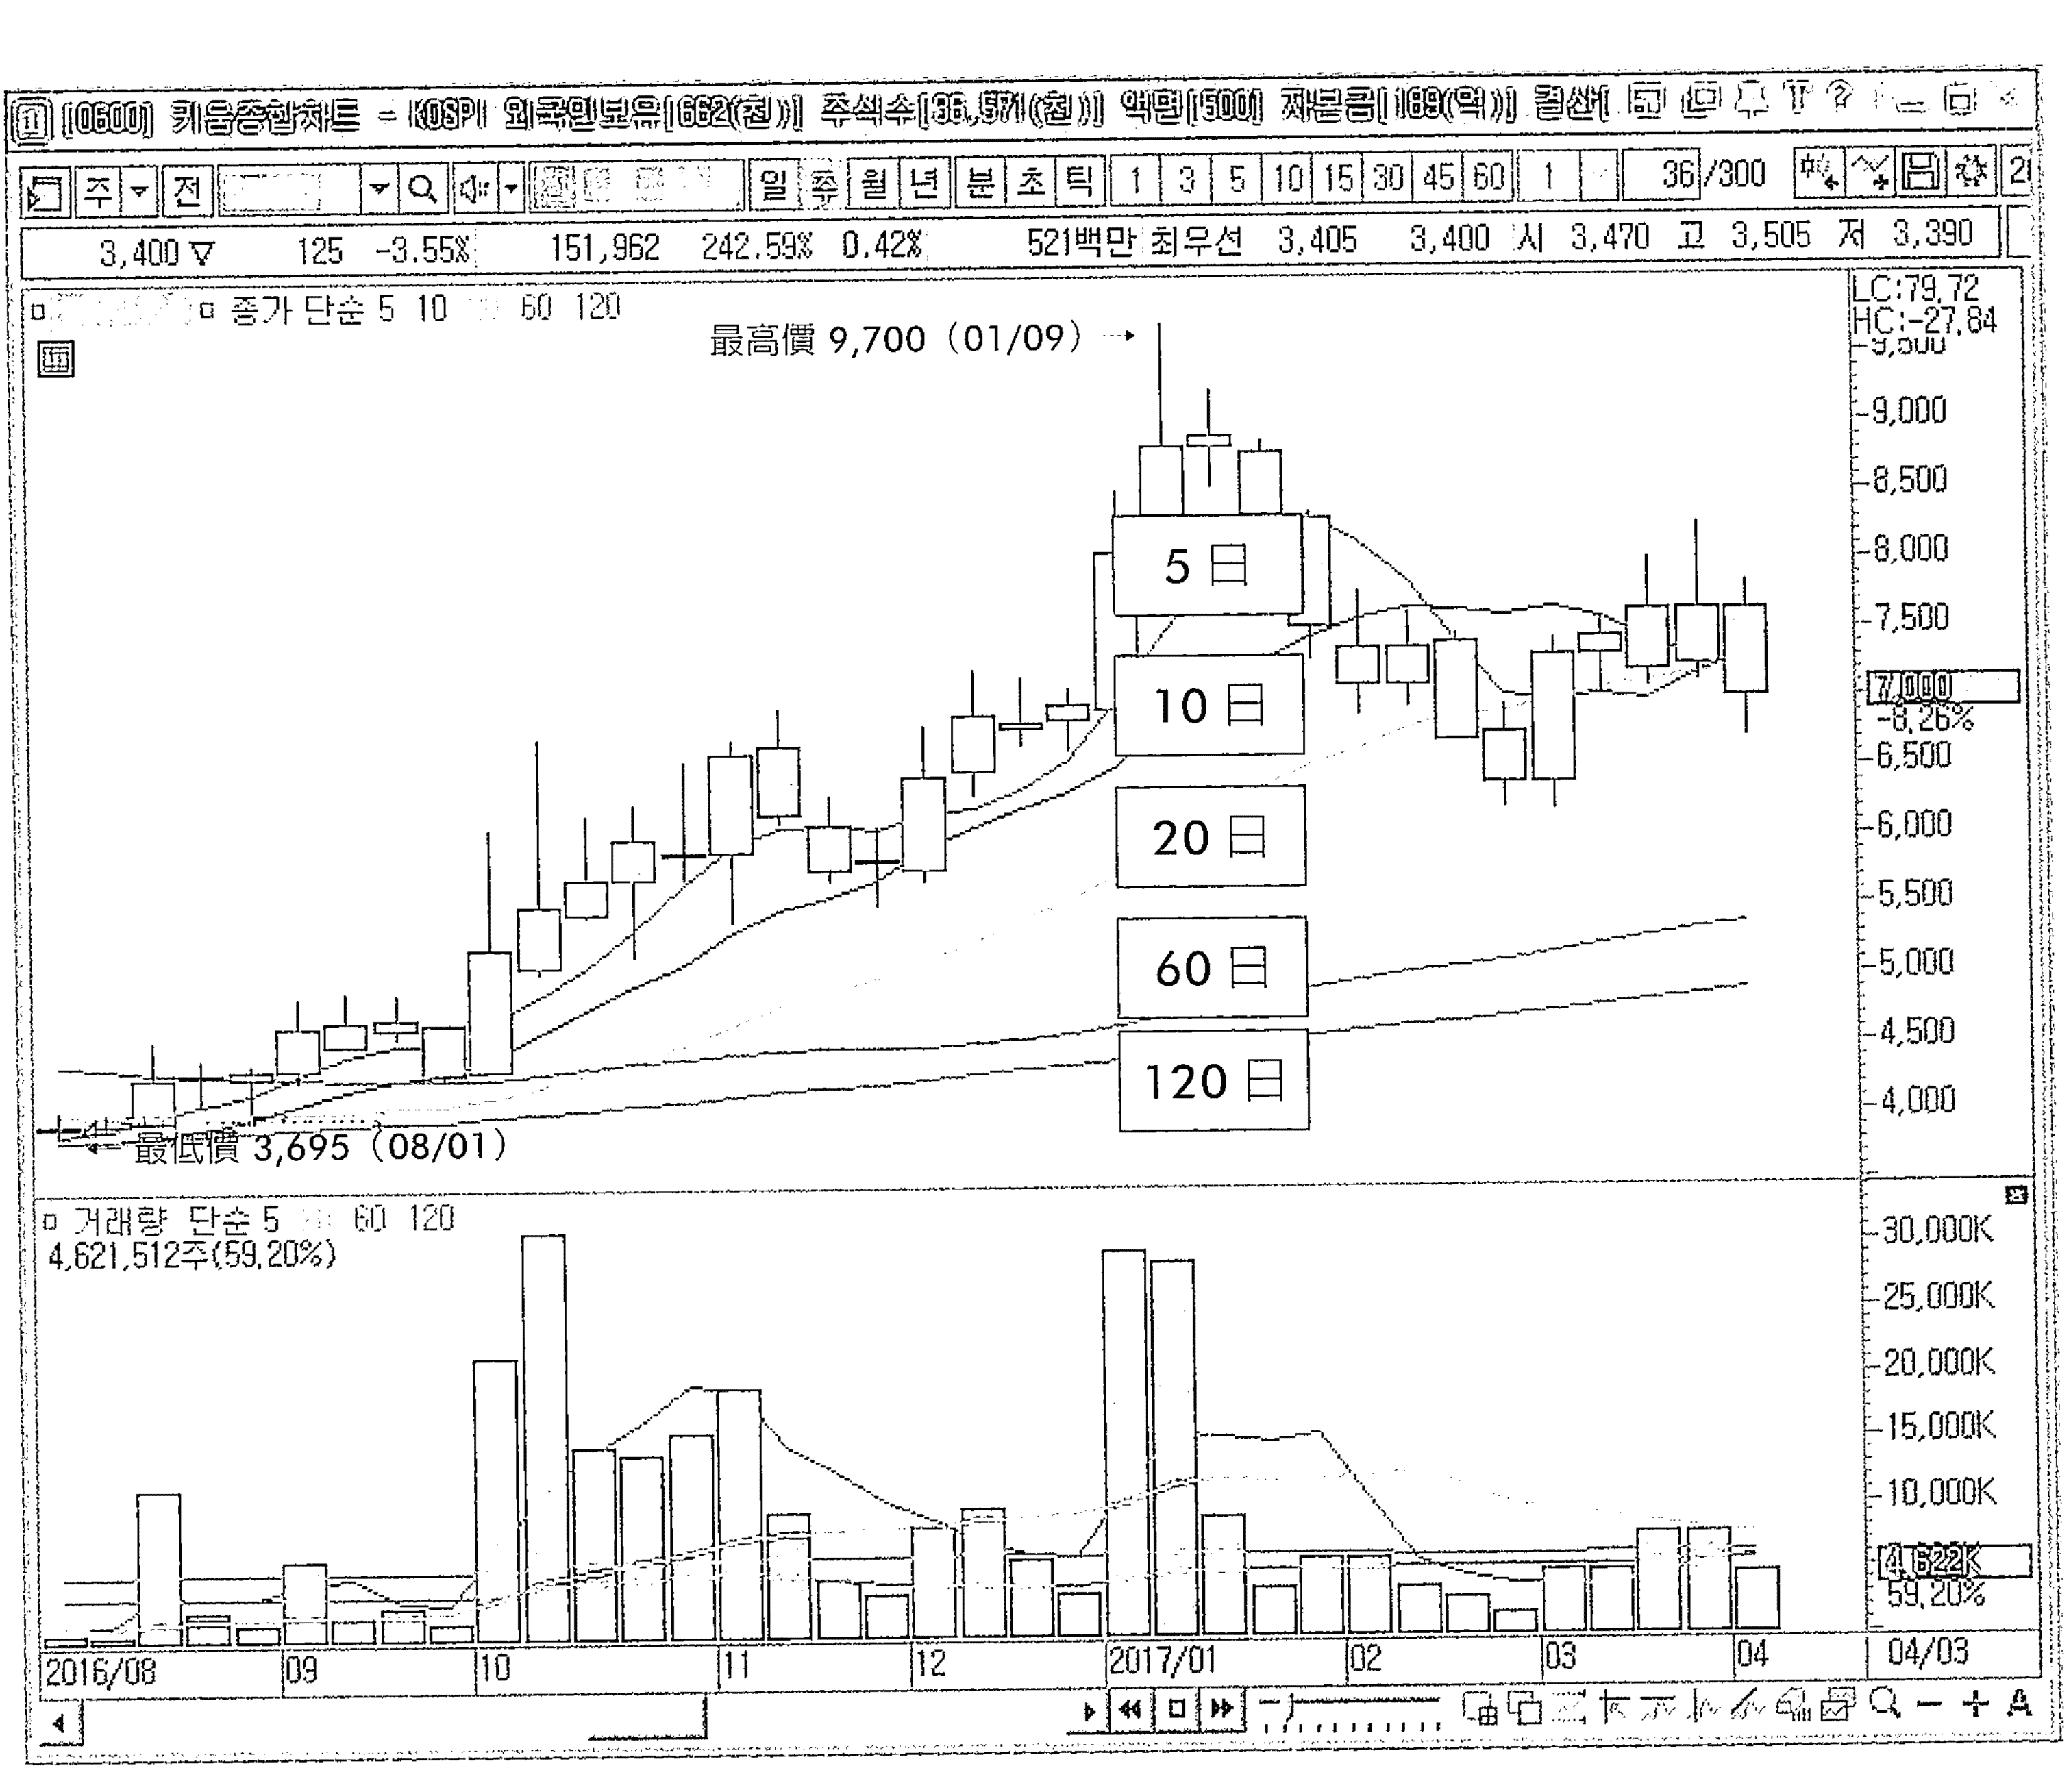 [0600] 키움종합차트 - KOSPI 외국인보유[662(천)] 주식수[36,571(천)] 액면[500] 자본금[189(억)] 결산[
주 전 일 주 월 년 분 초 틱 1 3 5 10 15 30 45 60 1 36/300
3,400 ▽ 125 -3.55% 151,962 242.59% 0.42% 521백만 최우선 3,405 3,400 시 3,470 고 3,505 저 3,390
종가 단순 5 10 60 120
LC:79.72
HC:-27.84
最高價 9,700（01/09）
9,500
9,000
8,500
8,000
5 日
7,500
10 日
7,000
-8.26%
6,500
20 日
6,000
5,500
60 日
5,000
4,500
120 日
4,000
最低價 3,695（08/01）
거래량 단순 5 60 120
4,621,512주(59.20%)
30,000K
25,000K
20,000K
15,000K
10,000K
4,622K
59.20%
2016/08 09 10 11 12 2017/01 02 03 04 04/03
A